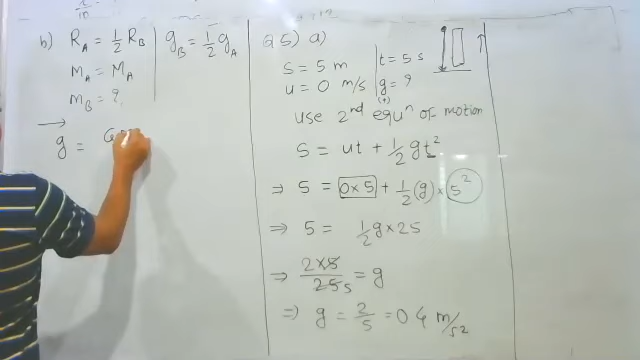 b) R_A = 1/2 R_B
g_B = 1/2 g_A
M_A = M_A
m_B = ?
g = G
Q5) a)
s = 5 m
t = 5 s
u = 0 m/s
g = ?
(+)
use 2nd equⁿ of motion
s = ut + 1/2 gt²
⇒ 5 = 0×5 + 1/2 (g) × 5²
⇒ 5 = 1/2 g × 25
⇒ 2×5/25 5 = g
⇒ g = 2/5 = 0.4 m/s²